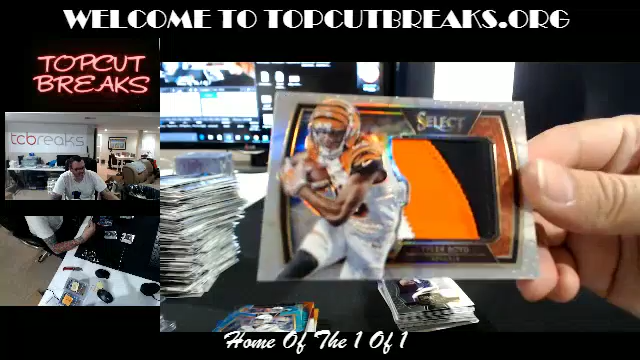 WELCOME TO TOPCUTBREAKS.ORG
TOPCUT
BREAKS
tcbreaks
SELECT
TYLER BOYD
Home Of The 1 Of 1